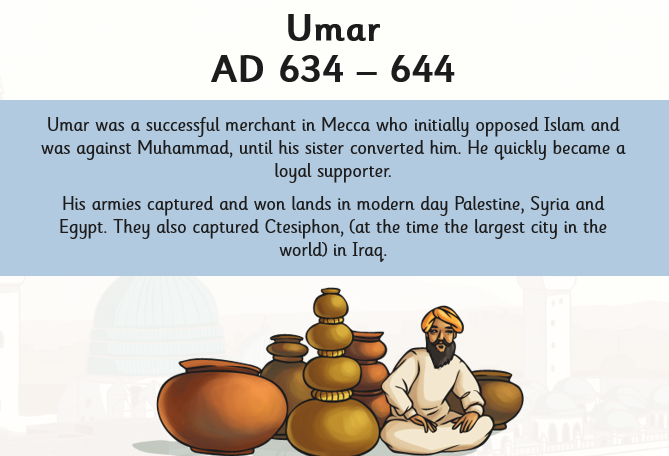 Umar
AD 634 – 644
Umar was a successful merchant in Mecca who initially opposed Islam and
was against Muhammad, until his sister converted him. He quickly became a
loyal supporter.
His armies captured and won lands in modern day Palestine, Syria and
Egypt. They also captured Ctesiphon, (at the time the largest city in the
world) in Iraq.